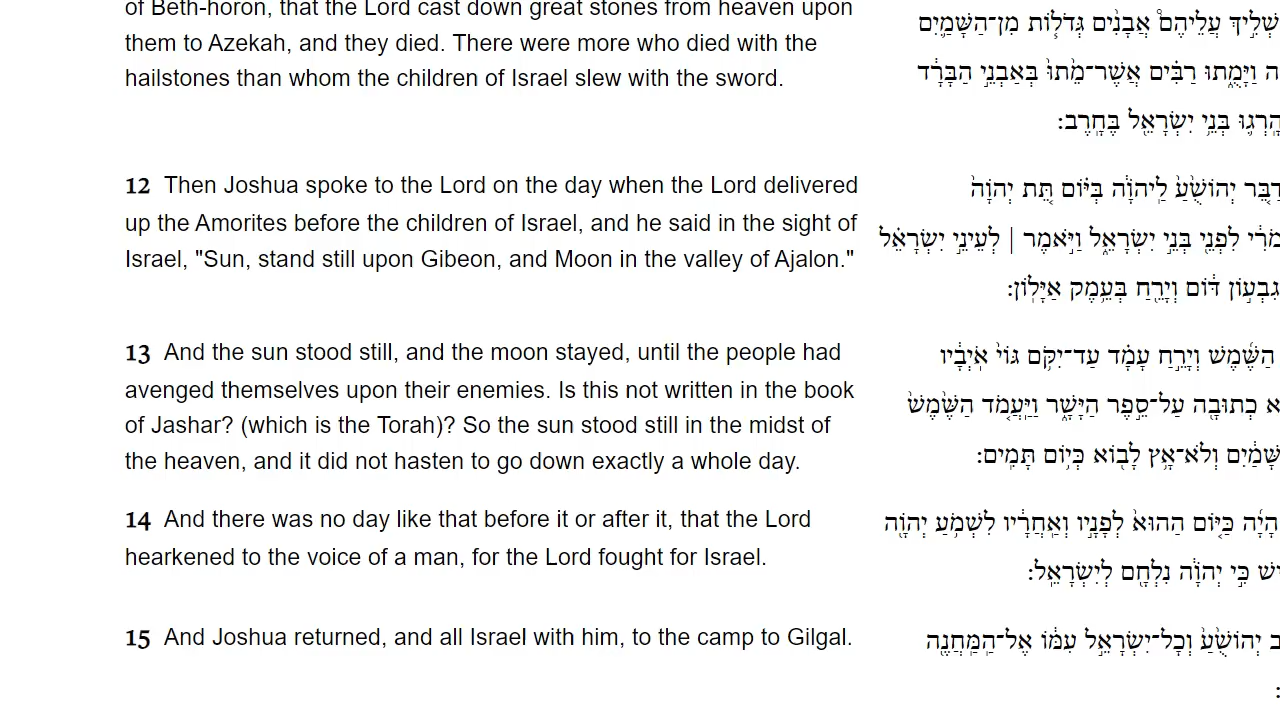 of Beth-horon, that the Lord cast down great stones from heaven upon
them to Azekah, and they died. There were more who died with the
hailstones than whom the children of Israel slew with the sword.
12 Then Joshua spoke to the Lord on the day when the Lord delivered
up the Amorites before the children of Israel, and he said in the sight of
Israel, "Sun, stand still upon Gibeon, and Moon in the valley of Ajalon."
13 And the sun stood still, and the moon stayed, until the people had
avenged themselves upon their enemies. Is this not written in the book
of Jashar? (which is the Torah)? So the sun stood still in the midst of
the heaven, and it did not hasten to go down exactly a whole day.
14 And there was no day like that before it or after it, that the Lord
hearkened to the voice of a man, for the Lord fought for Israel.
15 And Joshua returned, and all Israel with him, to the camp to Gilgal.
עֲלֵיהֶם֩ אֲבָנִ֨ים גְּדֹל֤וֹת מִן־הַשָּׁמַ֙יִם֙
וַיָּמֻ֑תוּ רַבִּ֗ים אֲשֶׁר־מֵ֙תוּ֙ בְּאַבְנֵ֣י הַבָּרָ֔ד
הָרְג֛וּ בְּנֵ֥י יִשְׂרָאֵ֖ל בֶּחָֽרֶב׃
יְהוֹשֻׁ֙עַ֙ לַֽיהוָֹ֔ה בְּי֗וֹם תֵּ֤ת יְהוָֹה֙
לִפְנֵ֖י בְּנֵ֣י יִשְׂרָאֵ֑ל וַיֹּ֣אמֶר | לְעֵינֵ֣י יִשְׂרָאֵ֗ל
גִבְע֣וֹן דּ֔וֹם וְיָרֵ֖חַ בְּעֵ֥מֶק אַיָּלֽוֹן׃
הַשֶּׁ֜מֶשׁ וְיָרֵ֣חַ עָמָ֗ד עַד־יִקֹּ֥ם גּוֹי֙ אֹֽיְבָ֔יו
כְתוּבָ֖ה עַל־סֵ֣פֶר הַיָּשָׁ֑ר וַיַּֽעֲמֹ֤ד הַשֶּׁ֙מֶשׁ֙
וְלֹא־אָ֥ץ לָב֖וֹא כְּי֥וֹם תָּמִֽים׃
הָיָ֜ה כַּיּ֤וֹם הַהוּא֙ לְפָנָ֣יו וְאַֽחֲרָ֔יו לִשְׁמֹ֥עַ יְהוָֹ֖ה
כִּ֣י יְהוָֹ֔ה נִלְחָ֖ם לְיִשְׂרָאֵֽל׃
יְהוֹשֻׁ֙עַ֙ וְכָל־יִשְׂרָאֵ֣ל עִמּ֔וֹ אֶל־הַֽמַּחֲנֶ֖ה